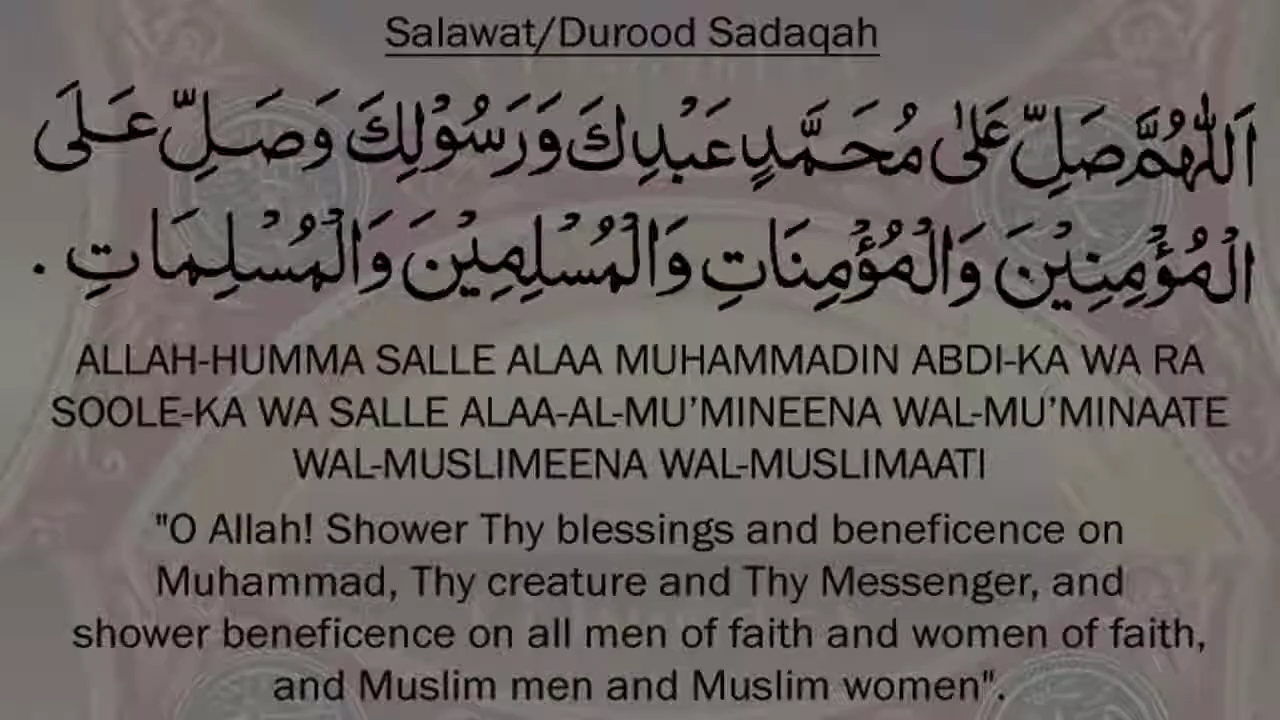 Salawat/Durood Sadaqah
اَللّٰهُمَّ صَلِّ عَلٰى مُحَمَّدٍ عَبْدِكَ وَرَسُوْلِكَ وَصَلِّ عَلَى
الْمُؤْمِنِيْنَ وَالْمُؤْمِنَاتِ وَالْمُسْلِمِيْنَ وَالْمُسْلِمَاتِ .
ALLAH-HUMMA SALLE ALAA MUHAMMADIN ABDI-KA WA RA
SOOLE-KA WA SALLE ALAA-AL-MU’MINEENA WAL-MU’MINAATE
WAL-MUSLIMEENA WAL-MUSLIMAATI
"O Allah! Shower Thy blessings and beneficence on
Muhammad, Thy creature and Thy Messenger, and
shower beneficence on all men of faith and women of faith,
and Muslim men and Muslim women".